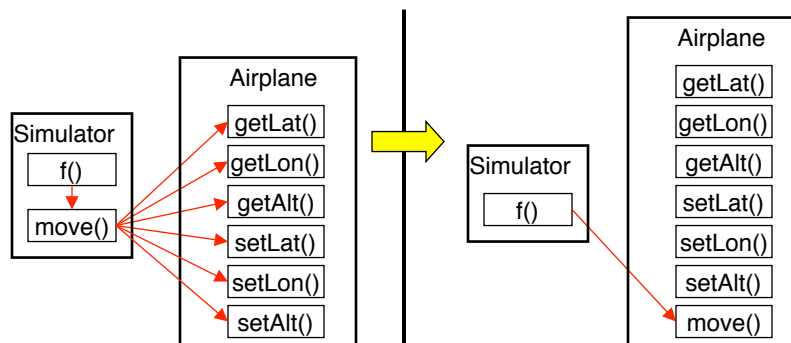 Airplane
getLat()
getLon()
getAlt()
setLat()
setLon()
setAlt()
Simulator
f()
move()
Airplane
getLat()
getLon()
getAlt()
setLat()
setLon()
setAlt()
move()
Simulator
f()